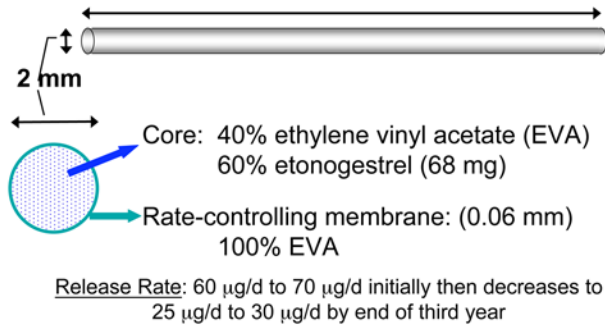 2 mm
Core: 40% ethylene vinyl acetate (EVA)
60% etonogestrel (68 mg)
Rate-controlling membrane: (0.06 mm)
100% EVA
Release Rate: 60 μg/d to 70 μg/d initially then decreases to
25 μg/d to 30 μg/d by end of third year